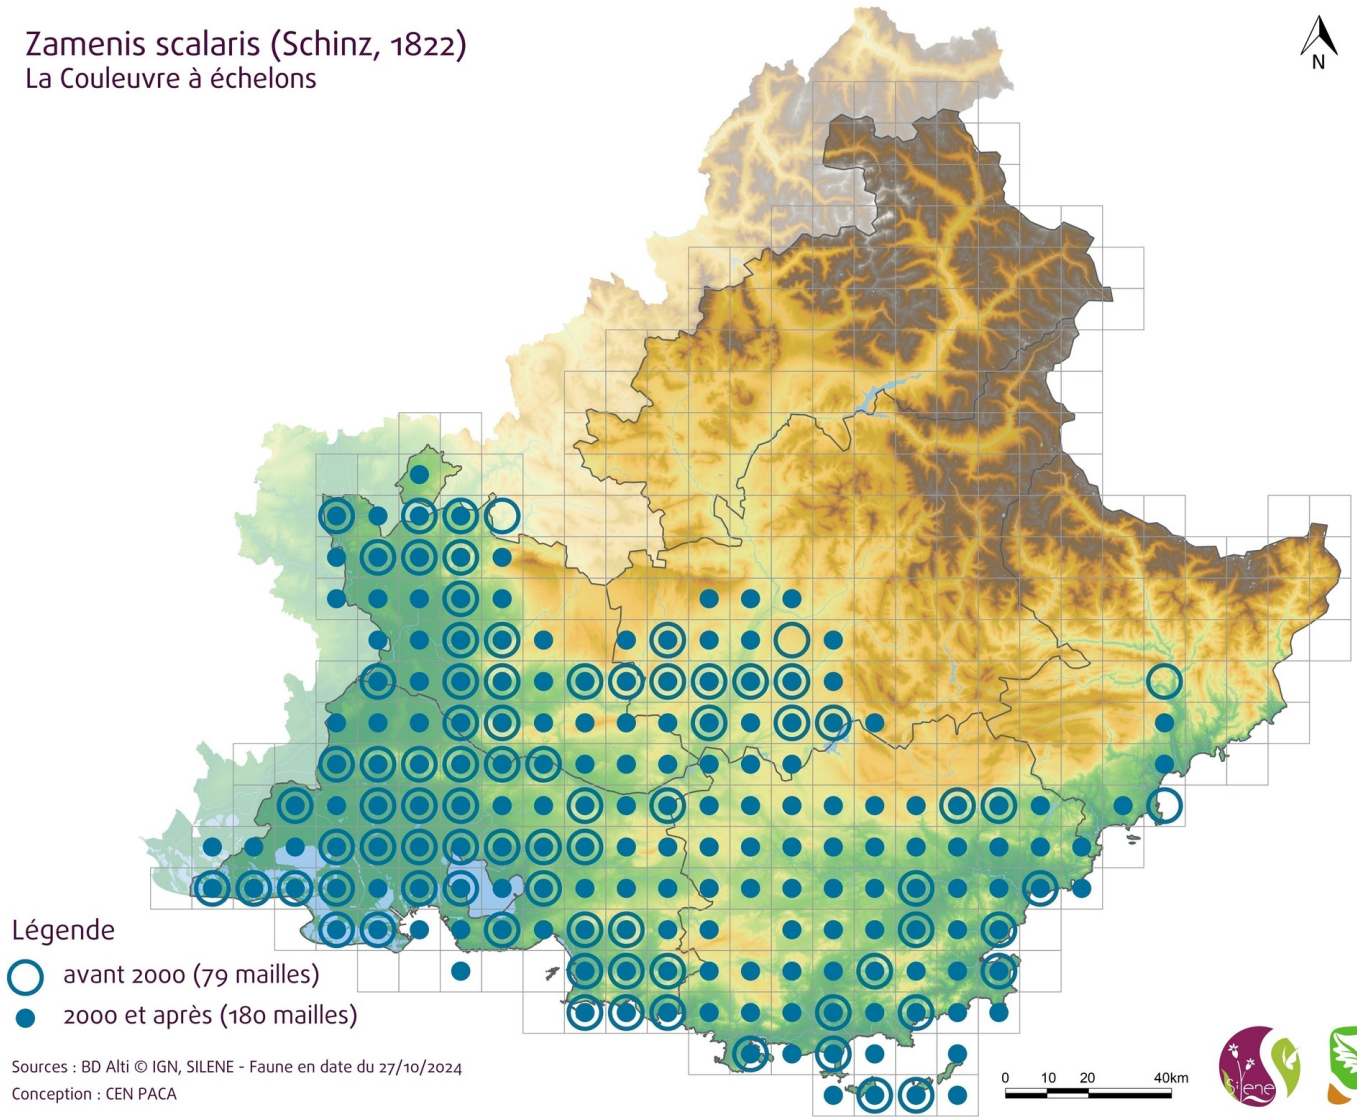 Zamenis scalaris (Schinz, 1822)
La Couleuvre à échelons
N
Légende
avant 2000 (79 mailles)
2000 et après (180 mailles)
Sources : BD Alti © IGN, SILENE - Faune en date du 27/10/2024
Conception : CEN PACA
0 10 20 40km
Silene